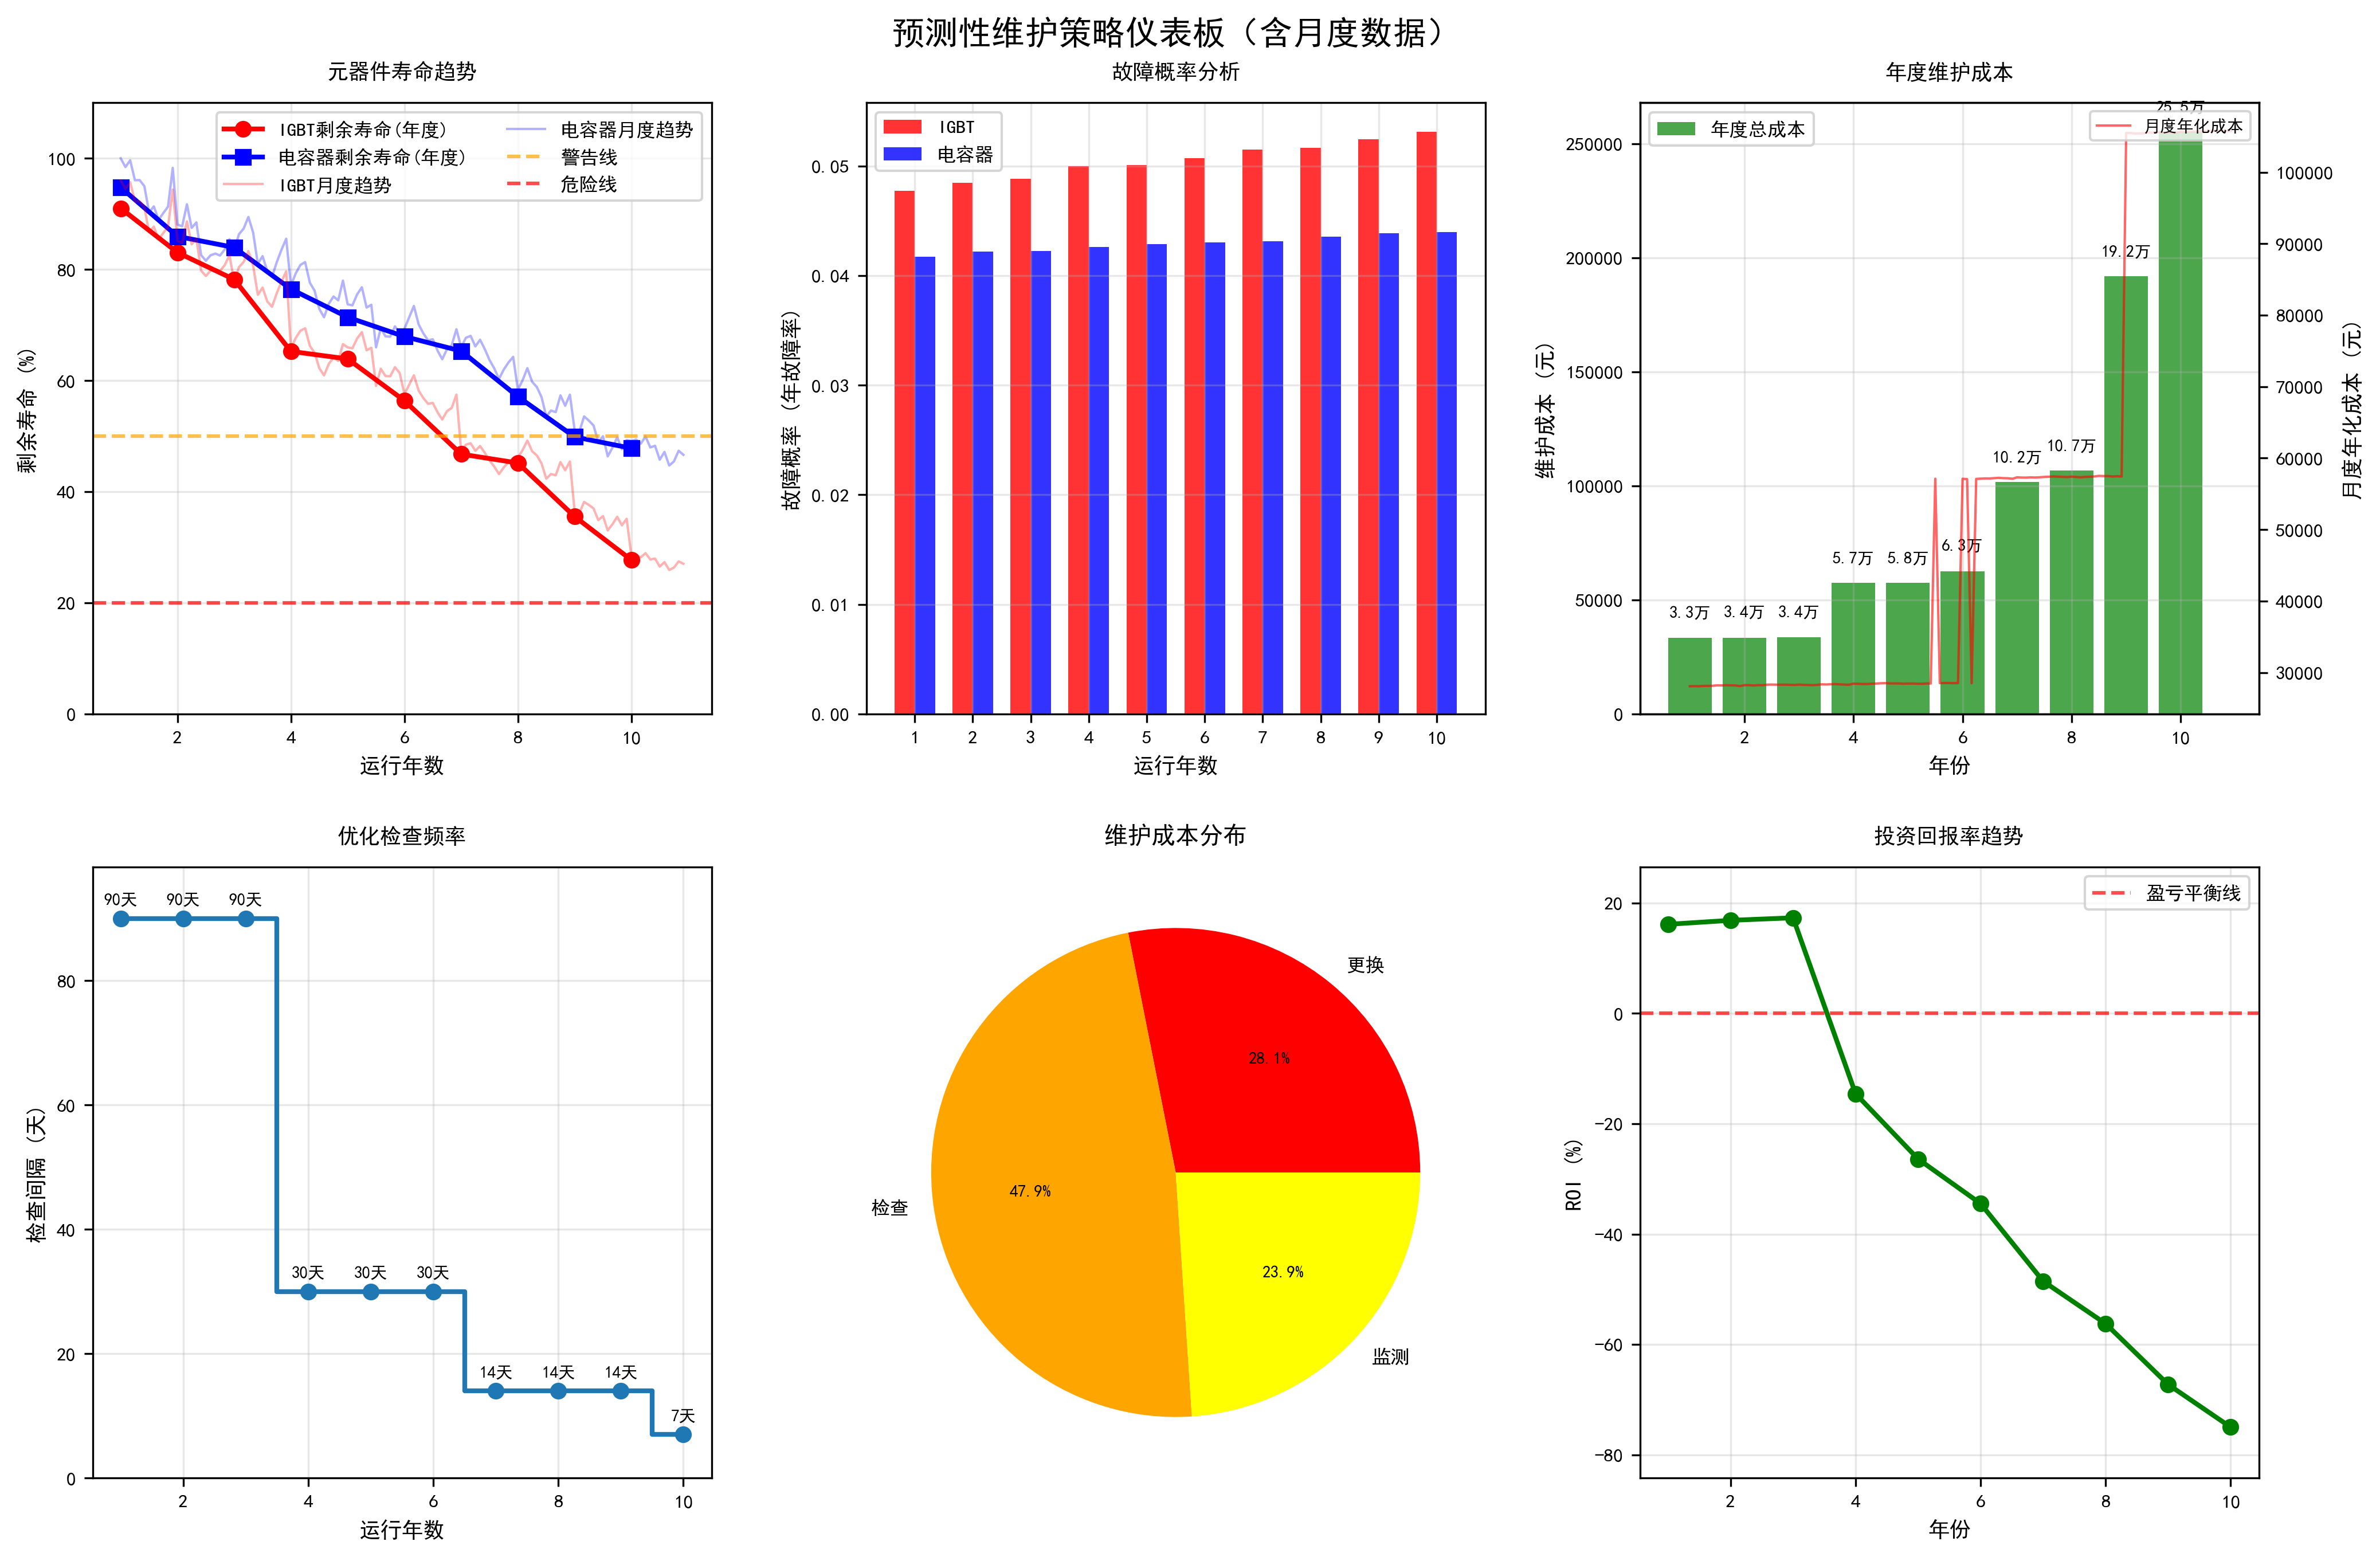 预测性维护策略仪表板（含月度数据）
元器件寿命趋势
IGBT剩余寿命(年度)
电容器剩余寿命(年度)
IGBT月度趋势
电容器月度趋势
警告线
危险线
剩余寿命 (%)
100
80
60
40
20
0
2 4 6 8 10
运行年数
故障概率分析
IGBT
电容器
故障概率 (年故障率)
0.05
0.04
0.03
0.02
0.01
0.00
1 2 3 4 5 6 7 8 9 10
运行年数
年度维护成本
年度总成本
月度年化成本
维护成本 (元)
250000
200000
150000
100000
50000
0
3.3万 3.4万 3.4万 5.7万 5.8万 6.3万 10.2万 10.7万 19.2万 25.5万
100000
90000
80000
70000
60000
50000
40000
30000
月度年化成本 (元)
2 4 6 8 10
年份
优化检查频率
检查间隔 (天)
80
60
40
20
0
90天 90天 90天
30天 30天 30天
14天 14天 14天
7天
2 4 6 8 10
运行年数
维护成本分布
更换
28.1%
检查
47.9%
监测
23.9%
投资回报率趋势
盈亏平衡线
ROI (%)
20
0
−20
−40
−60
−80
2 4 6 8 10
年份